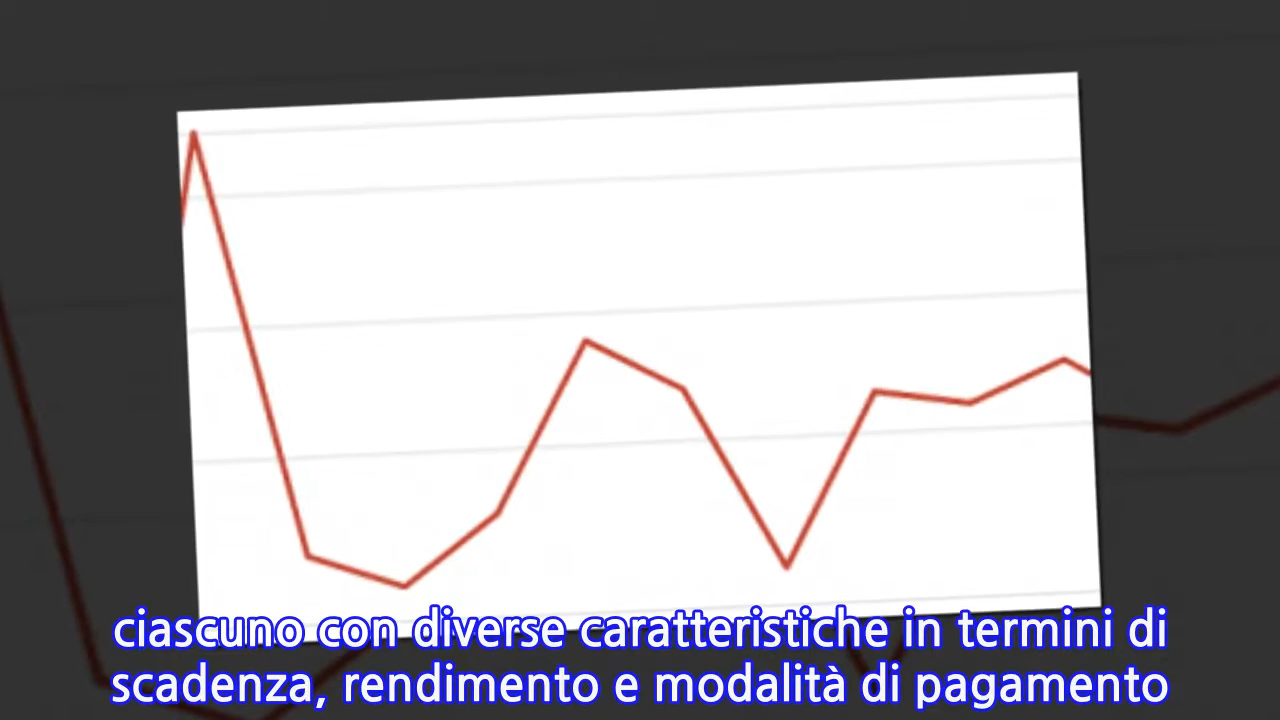 ciascuno con diverse caratteristiche in termini di
scadenza, rendimento e modalità di pagamento